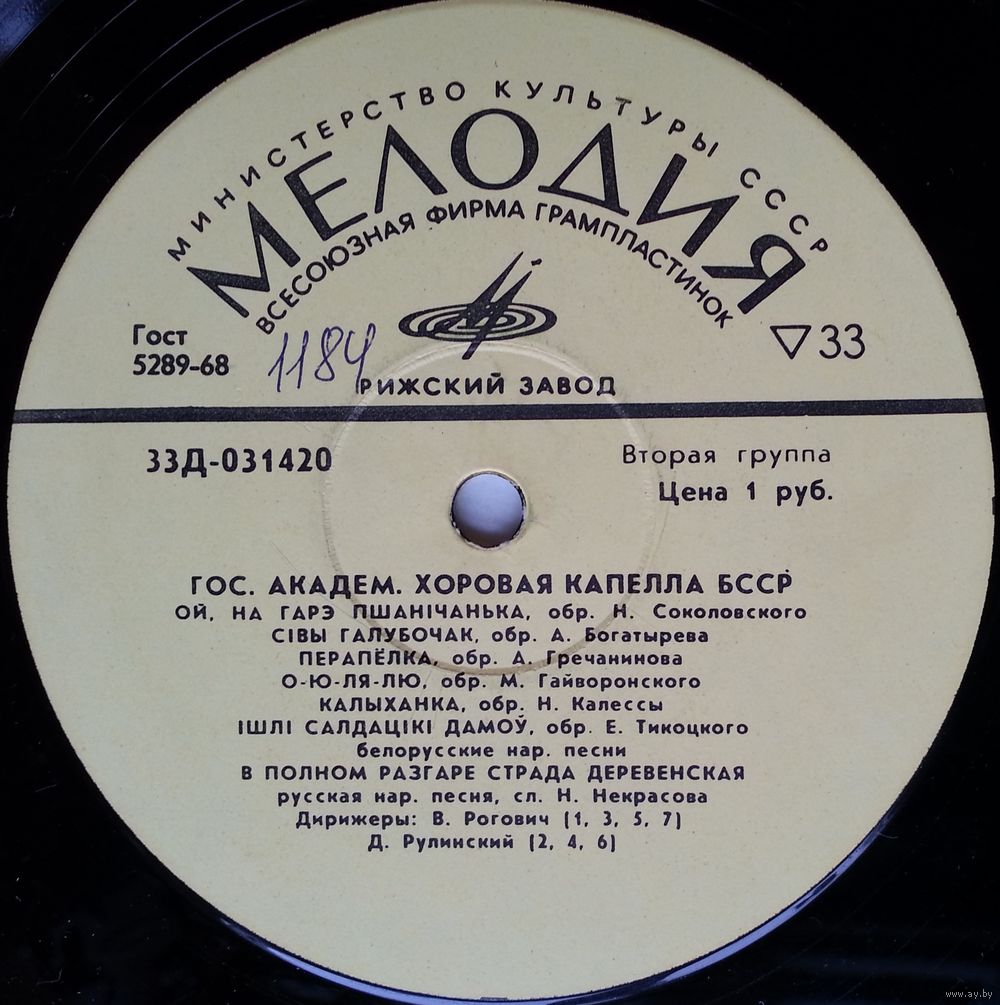 МИНИСТЕРСТВО КУЛЬТУРЫ СССР
МЕЛОДИЯ
ВСЕСОЮЗНАЯ ФИРМА ГРАМПЛАСТИНОК
Гост
5289-68
1184
▽33
РИЖСКИЙ ЗАВОД
33Д-031420
Вторая группа
Цена 1 руб.
ГОС. АКАДЕМ. ХОРОВАЯ КАПЕЛЛА БССР
ОЙ, НА ГАРЭ ПШАНІЧАНЬКА, обр. Н. Соколовского
СІВЫ ГАЛУБОЧАК, обр. А. Богатырева
ПЕРАПЁЛКА, обр. А. Гречанинова
О-Ю-ЛЯ-ЛЮ, обр. М. Гайворонского
КАЛЫХАНКА, обр. Н. Калессы
ІШЛІ САЛДАЦІКІ ДАМОЎ, обр. Е. Тикоцкого
белорусские нар. песни
В ПОЛНОМ РАЗГАРЕ СТРАДА ДЕРЕВЕНСКАЯ
русская нар. песня, сл. Н. Некрасова
Дирижеры: В. Рогович (1, 3, 5, 7)
Д. Рулинский (2, 4, 6)
www.ay.by